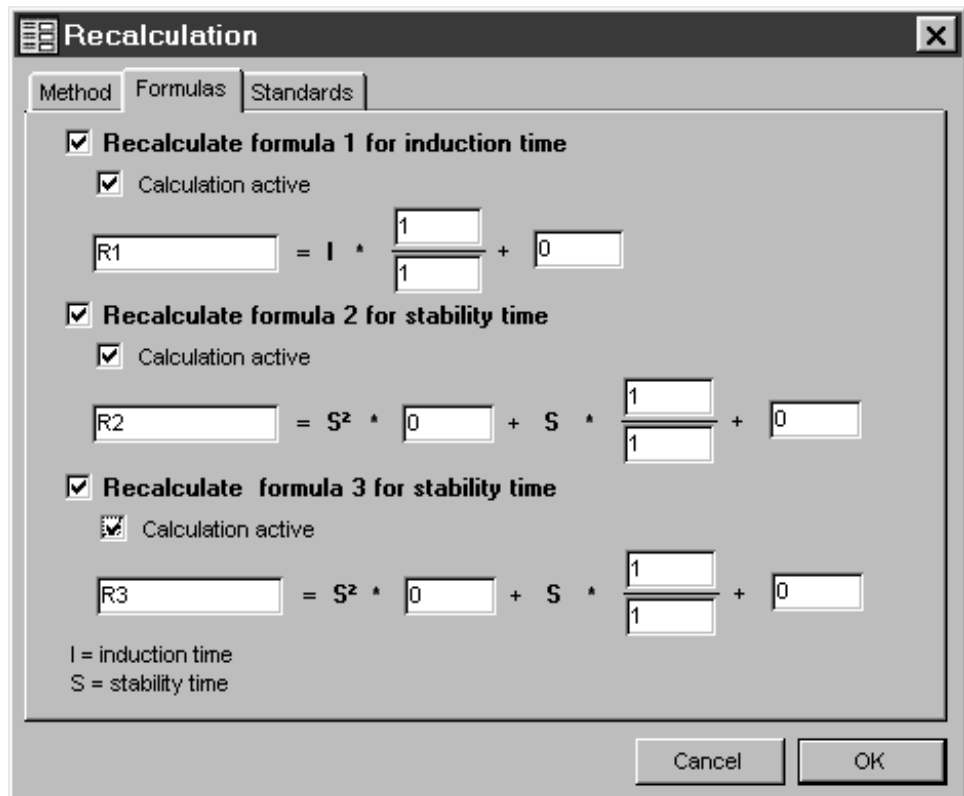 Recalculation
Method Formulas Standards
Recalculate formula 1 for induction time
Calculation active
1
R1 = I * + 0
1
Recalculate formula 2 for stability time
Calculation active
1
R2 = S² * 0 + S * + 0
1
Recalculate formula 3 for stability time
Calculation active
1
R3 = S² * 0 + S * + 0
1
I = induction time
S = stability time
Cancel OK